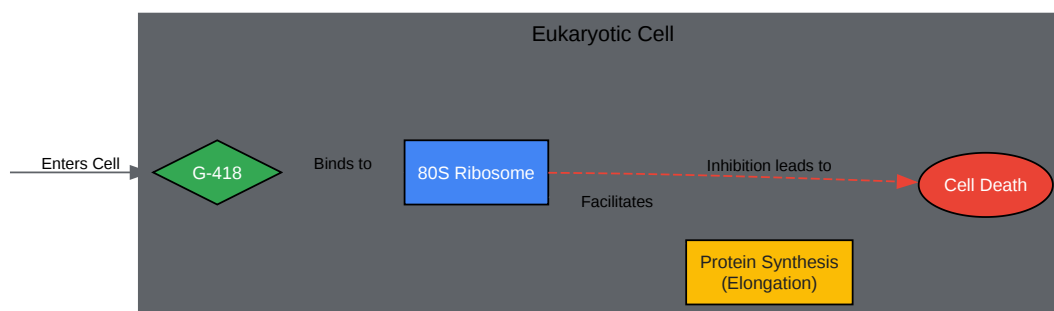 Eukaryotic Cell
Enters Cell
G-418
Binds to
80S Ribosome
Inhibition leads to
Cell Death
Facilitates
Protein Synthesis
(Elongation)